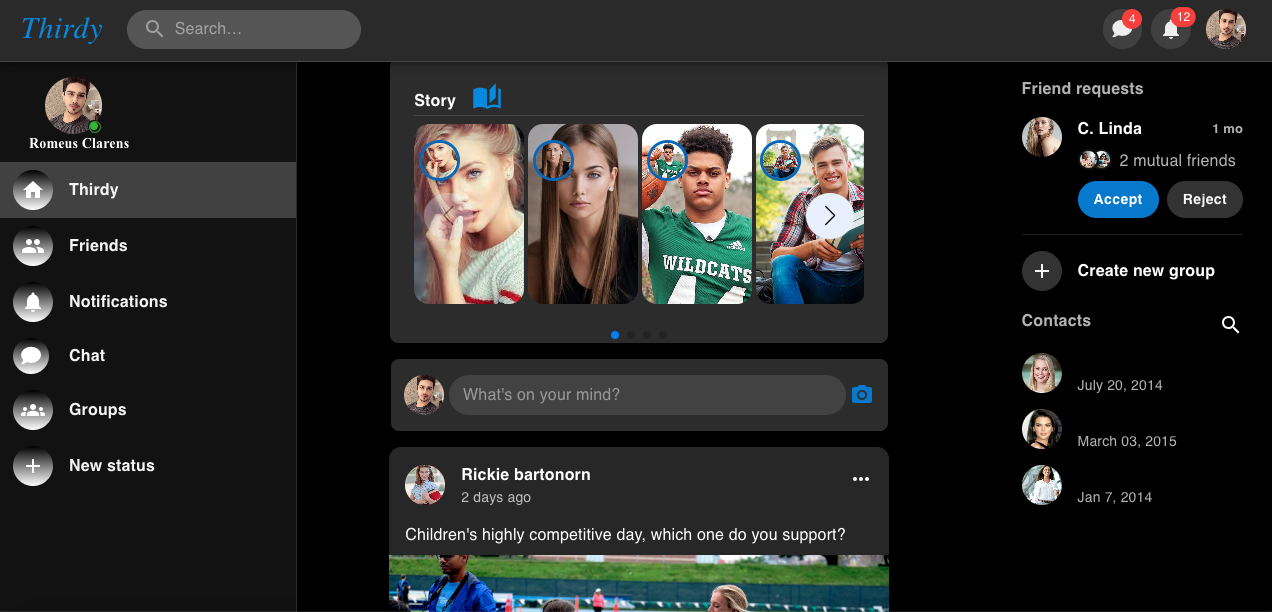 Thirdy
Search…
4
12
Romeus Clarens
Thirdy
Friends
Notifications
Chat
Groups
New status
Story
WILDCATS
adidas
What's on your mind?
Rickie bartonorn
2 days ago
Children's highly competitive day, which one do you support?
Friend requests
C. Linda
1 mo
2 mutual friends
Accept
Reject
Create new group
Contacts
July 20, 2014
March 03, 2015
Jan 7, 2014